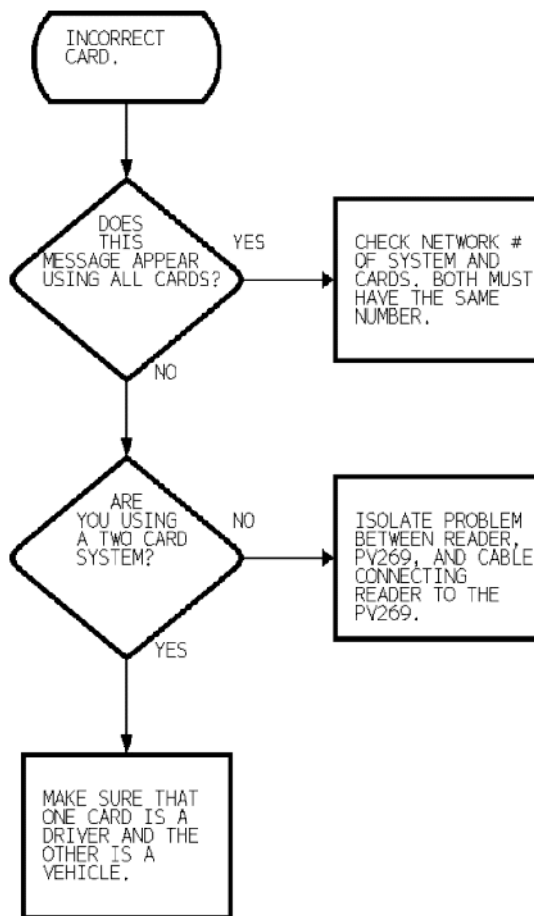 INCORRECT
CARD.
DOES
THIS
MESSAGE APPEAR
USING ALL CARDS?
YES
CHECK NETWORK #
OF SYSTEM AND
CARDS. BOTH MUST
HAVE THE SAME
NUMBER.
NO
ARE
YOU USING
A TWO CARD
SYSTEM?
NO
ISOLATE PROBLEM
BETWEEN READER,
PV269, AND CABLE
CONNECTING
READER TO THE
PV269.
YES
MAKE SURE THAT
ONE CARD IS A
DRIVER AND THE
OTHER IS A
VEHICLE.